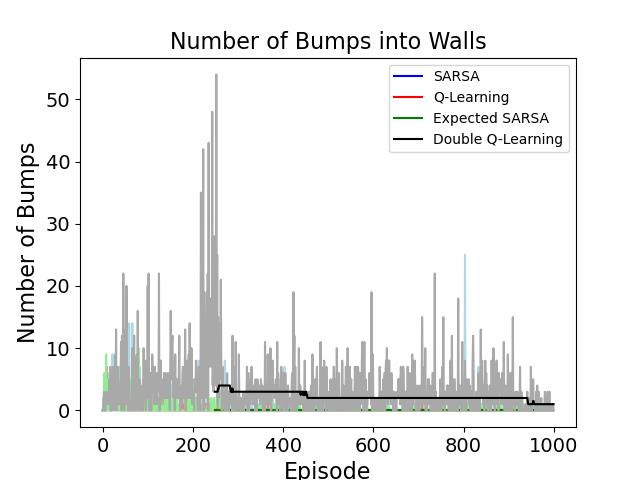 Number of Bumps into Walls
Number of Bumps
50
40
30
20
10
0
SARSA
Q-Learning
Expected SARSA
Double Q-Learning
0 200 400 600 800 1000
Episode